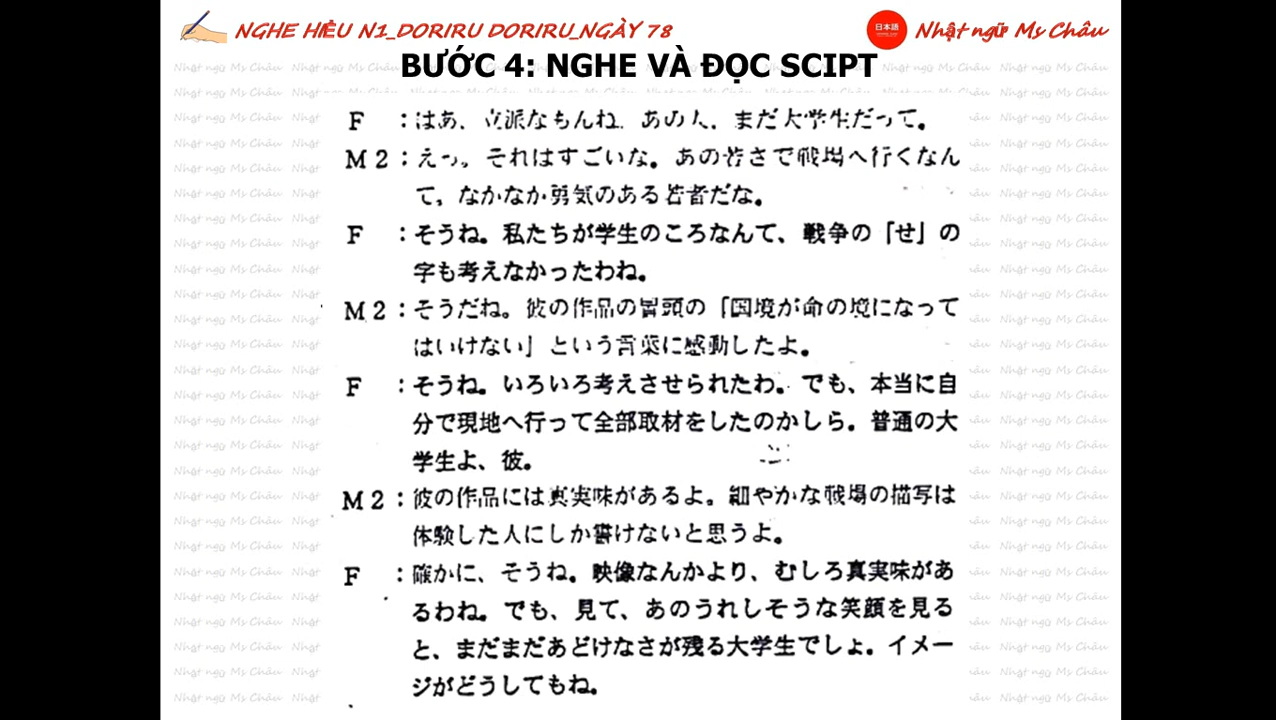 NGHE HIỂU N1_DORIRU DORIRU_NGÀY 78
日本語
Nhật ngữ Ms Châu
BƯỚC 4: NGHE VÀ ĐỌC SCIPT
F :はあ、立派なもんね。あの人、まだ大学生だって。
M2:えっ。それはすごいな。あの若さで戦場へ行くなん
て。なかなか勇気のある若者だな。
F :そうね。私たちが学生のころなんて、戦争の「せ」の
字も考えなかったわね。
M2:そうだね。彼の作品の冒頭の「国境が命の境になって
はいけない」という言葉に感動したよ。
F :そうね。いろいろ考えさせられたわ。でも、本当に自
分で現地へ行って全部取材をしたのかしら。普通の大
学生よ、彼。
M2:彼の作品には真実味があるよ。細やかな戦場の描写は
体験した人にしか書けないと思うよ。
F :確かに、そうね。映像なんかより、むしろ真実味があ
るわね。でも、見て、あのうれしそうな笑顔を見る
と、まだまだあどけなさが残る大学生でしょ。イメー
ジがどうしてもね。